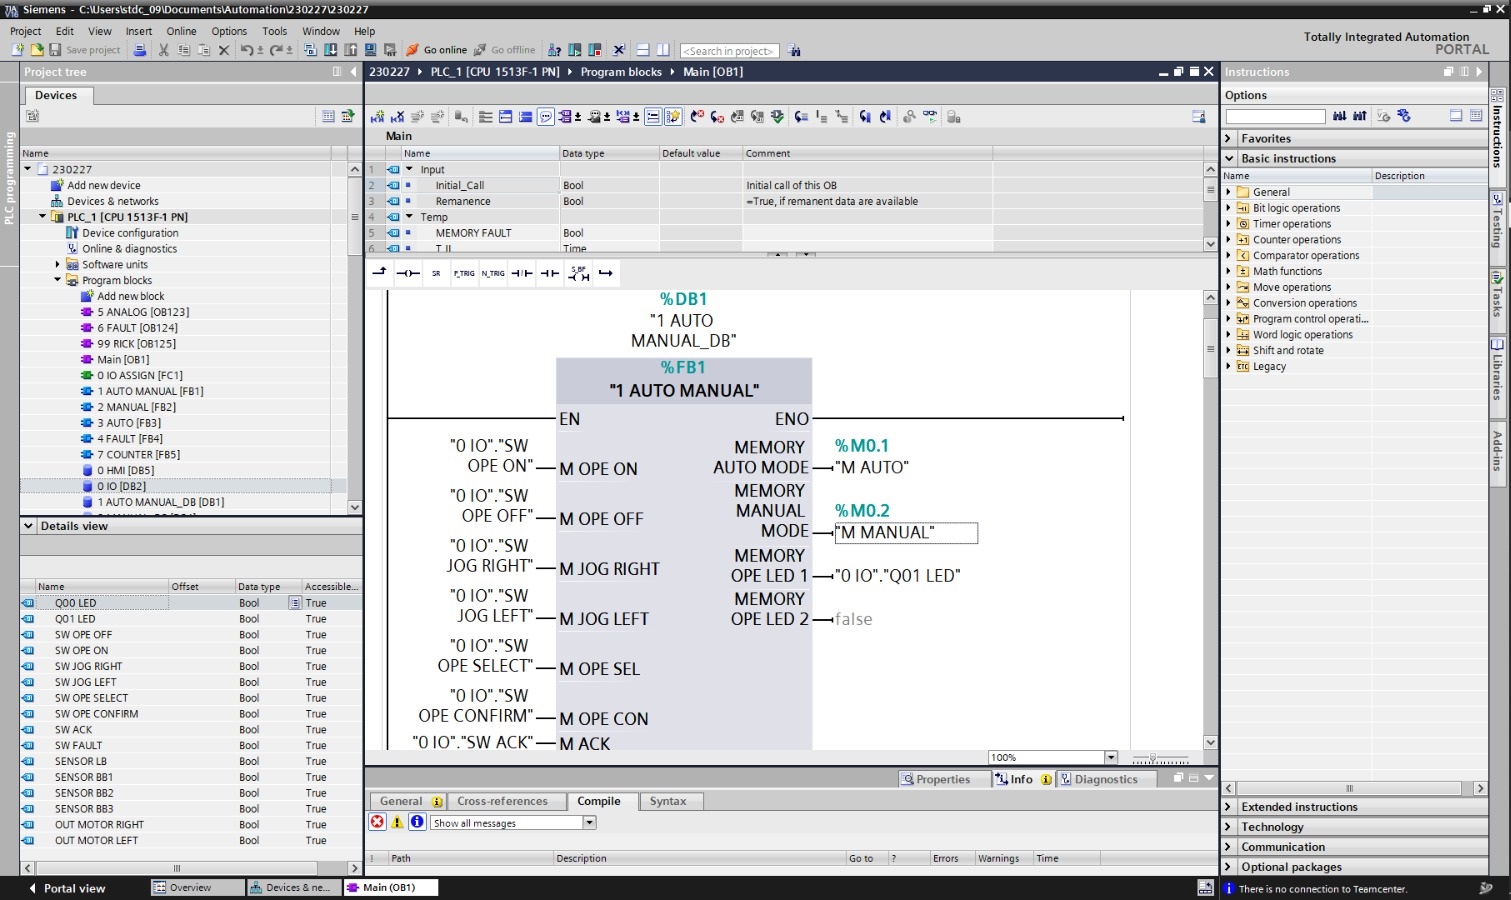 Siemens - C:\Users\stdc_09\Documents\Automation\230227\230227
Project Edit View Insert Online Options Tools Window Help
Totally Integrated Automation
PORTAL
Save project Go online Go offline <Search in project>
PLC programming
Project tree
Devices
Name
230227
Add new device
Devices & networks
PLC_1 [CPU 1513F-1 PN]
Device configuration
Online & diagnostics
Software units
Program blocks
Add new block
5 ANALOG [OB123]
6 FAULT [OB124]
99 RICK [OB125]
Main [OB1]
0 IO ASSIGN [FC1]
1 AUTO MANUAL [FB1]
2 MANUAL [FB2]
3 AUTO [FB3]
4 FAULT [FB4]
7 COUNTER [FB5]
0 HMI [DB5]
0 IO [DB2]
1 AUTO MANUAL_DB [DB1]
Details view
Name Offset Data type Accessible...
Q00 LED Bool True
Q01 LED Bool True
SW OPE OFF Bool True
SW OPE ON Bool True
SW JOG RIGHT Bool True
SW JOG LEFT Bool True
SW OPE SELECT Bool True
SW OPE CONFIRM Bool True
SW ACK Bool True
SW FAULT Bool True
SENSOR LB Bool True
SENSOR BB1 Bool True
SENSOR BB2 Bool True
SENSOR BB3 Bool True
OUT MOTOR RIGHT Bool True
OUT MOTOR LEFT Bool True
230227 PLC_1 [CPU 1513F-1 PN] Program blocks Main [OB1]
Main
Name Data type Default value Comment
1 Input
2 Initial_Call Bool Initial call of this OB
3 Remanence Bool =True, if remanent data are available
4 Temp
5 MEMORY FAULT Bool
6 Time
SR P_TRIG N_TRIG S_BF
%DB1
"1 AUTO
MANUAL_DB"
%FB1
"1 AUTO MANUAL"
EN ENO
"0 IO"."SW
OPE ON" M OPE ON
"0 IO"."SW
OPE OFF" M OPE OFF
"0 IO"."SW
JOG RIGHT" M JOG RIGHT
"0 IO"."SW
JOG LEFT" M JOG LEFT
"0 IO"."SW
OPE SELECT" M OPE SEL
"0 IO"."SW
OPE CONFIRM" M OPE CON
"0 IO"."SW ACK" M ACK
MEMORY %M0.1
AUTO MODE "M AUTO"
MEMORY
MANUAL %M0.2
MODE "M MANUAL"
MEMORY
OPE LED 1 "0 IO"."Q01 LED"
MEMORY
OPE LED 2 false
100%
Properties Info Diagnostics
General Cross-references Compile Syntax
Show all messages
! Path Description Go to ? Errors Warnings Time
Instructions
Options
Favorites
Basic instructions
Name Description
General
Bit logic operations
Timer operations
Counter operations
Comparator operations
Math functions
Move operations
Conversion operations
Program control operati...
Word logic operations
Shift and rotate
Legacy
Extended instructions
Technology
Communication
Optional packages
Instructions
Testing
Tasks
Libraries
Add-ins
Portal view Overview Devices & ne... Main (OB1)
There is no connection to Teamcenter.